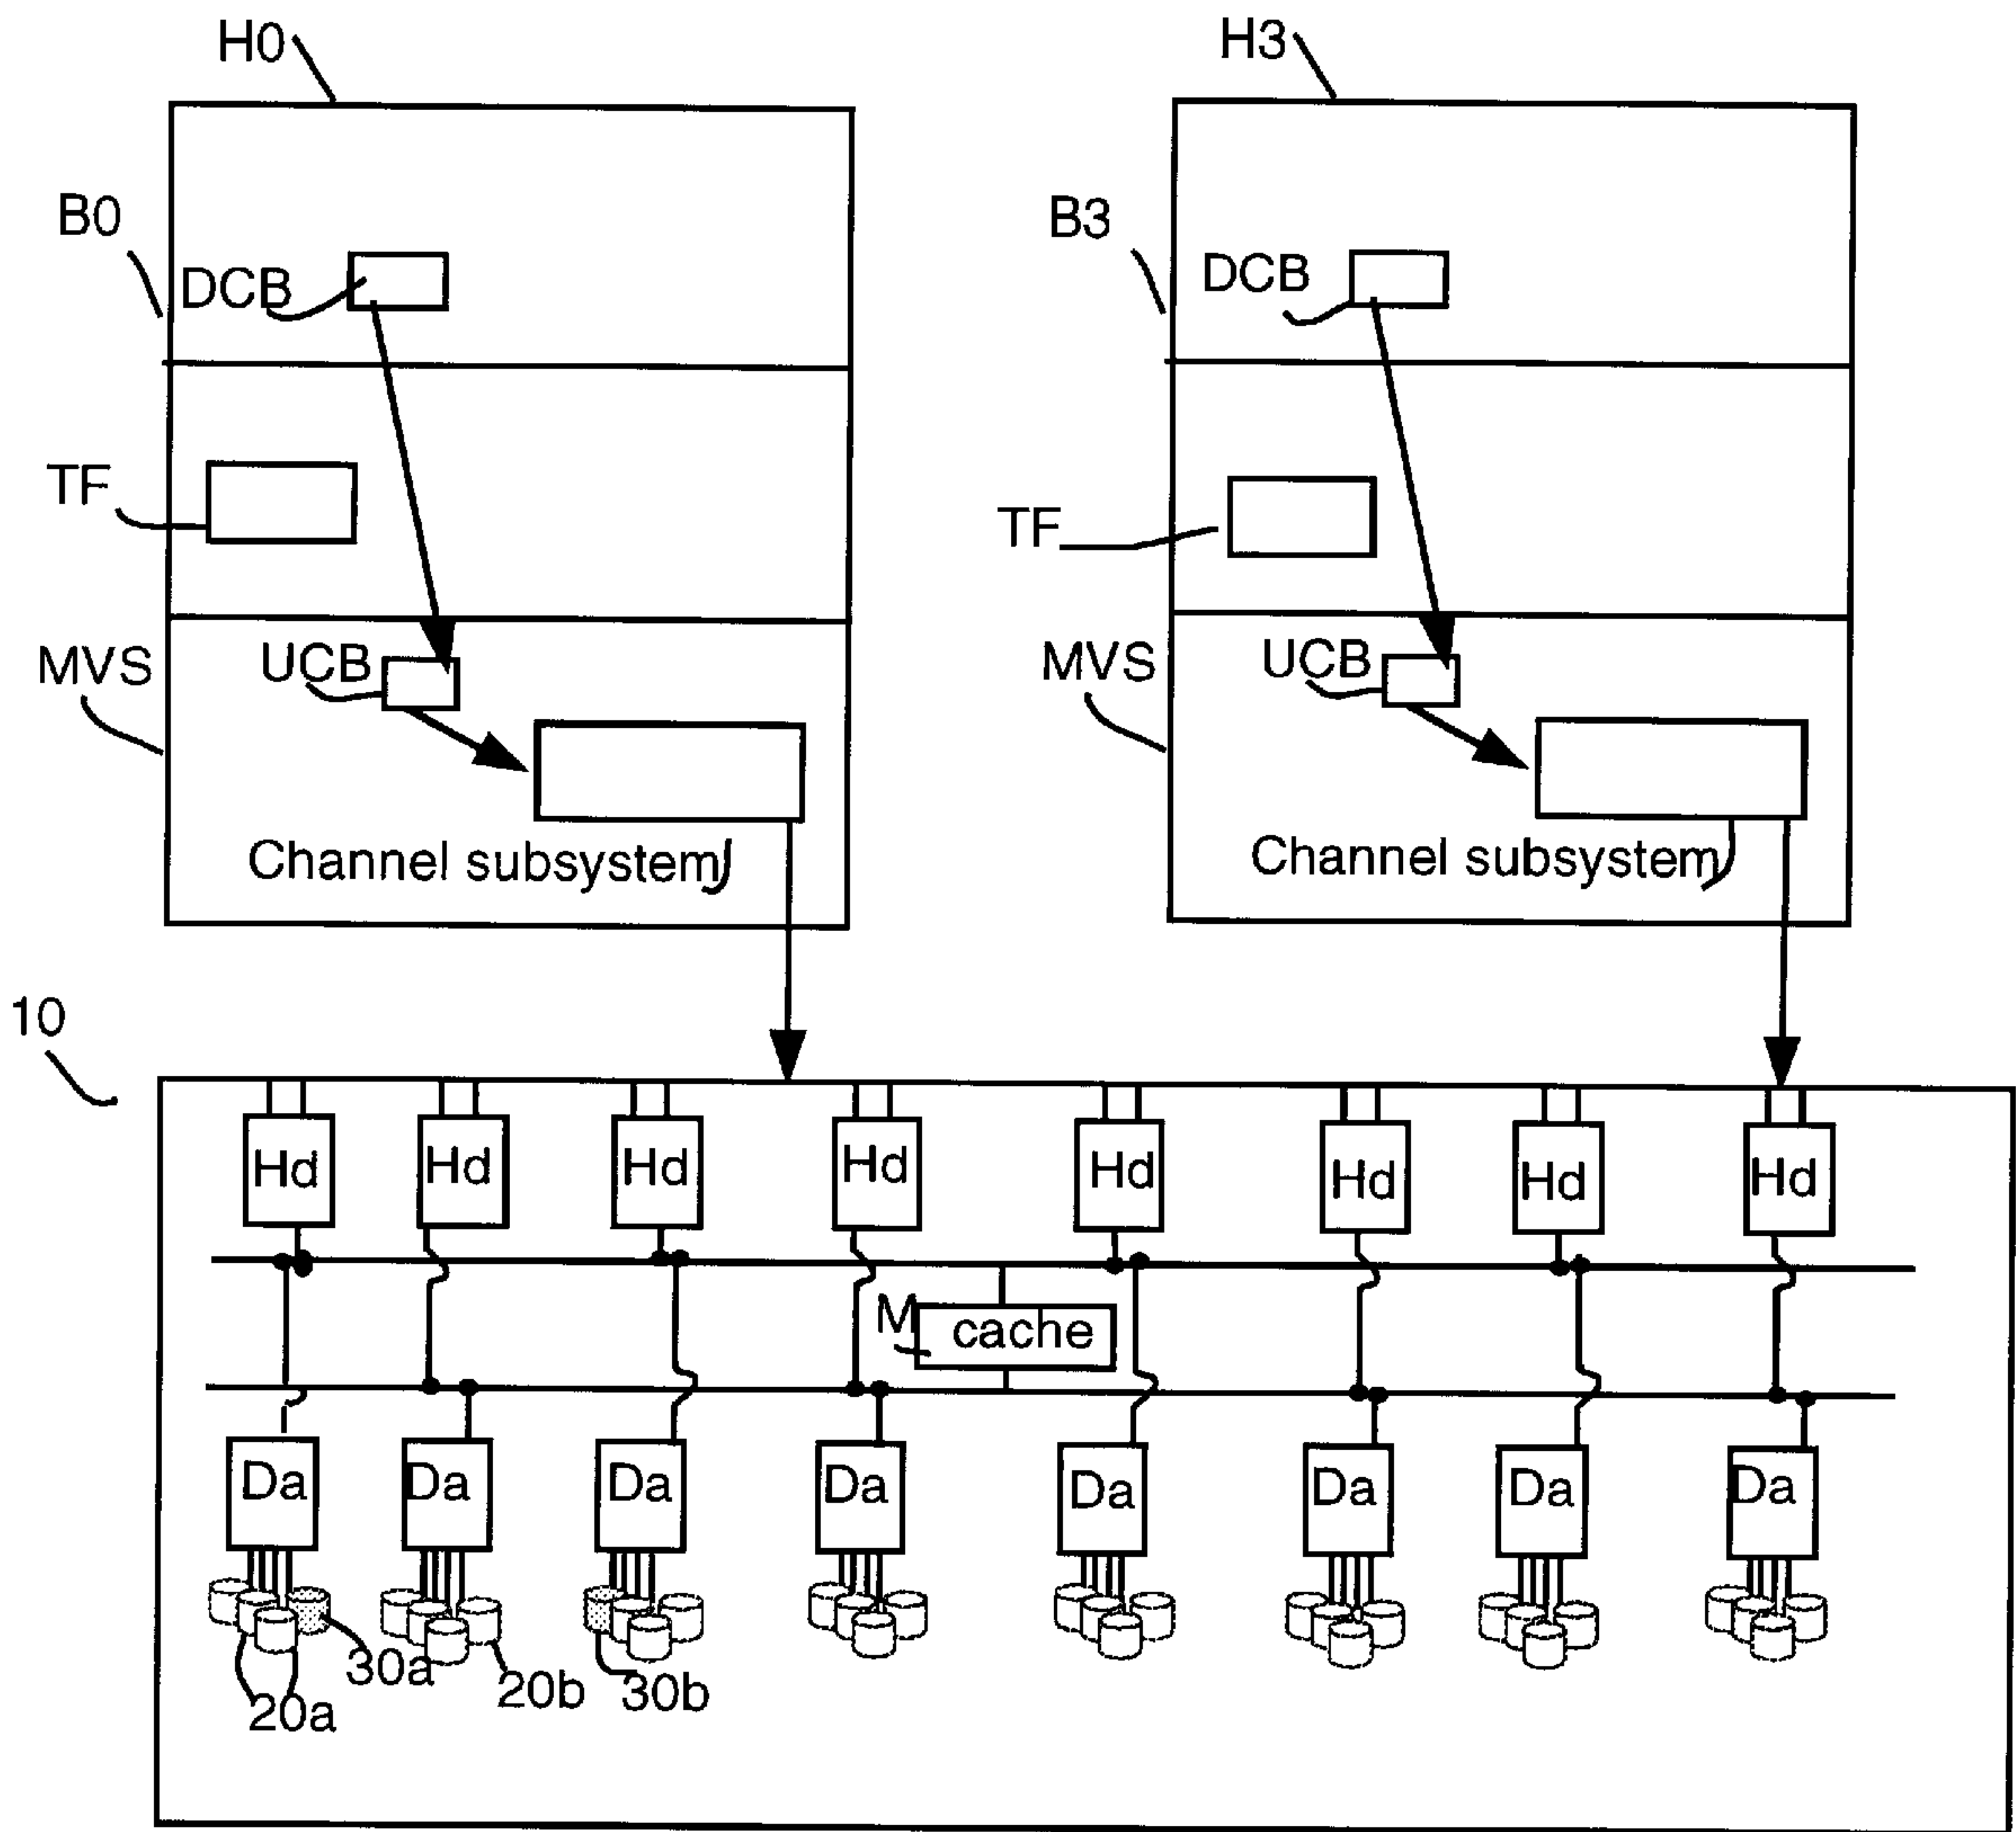 H0 H3
B0 B3
DCB DCB
TF TF
MVS UCB MVS UCB
Channel subsystem Channel subsystem
10
Hd Hd Hd Hd Hd Hd Hd Hd
M cache
Da Da Da Da Da Da Da Da
30a 20b 30b
20a